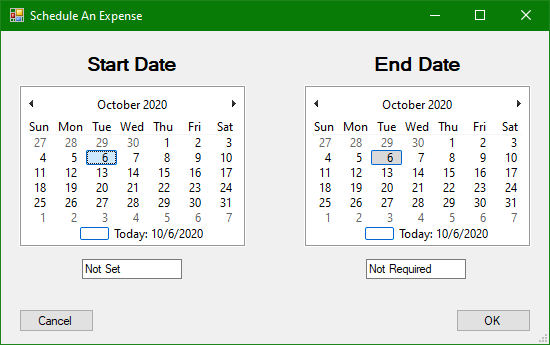 Schedule An Expense
Start Date
October 2020
Sun Mon Tue Wed Thu Fri Sat
27 28 29 30 1 2 3
4 5 6 7 8 9 10
11 12 13 14 15 16 17
18 19 20 21 22 23 24
25 26 27 28 29 30 31
1 2 3 4 5 6 7
Today: 10/6/2020
Not Set
End Date
October 2020
Sun Mon Tue Wed Thu Fri Sat
27 28 29 30 1 2 3
4 5 6 7 8 9 10
11 12 13 14 15 16 17
18 19 20 21 22 23 24
25 26 27 28 29 30 31
1 2 3 4 5 6 7
Today: 10/6/2020
Not Required
Cancel
OK